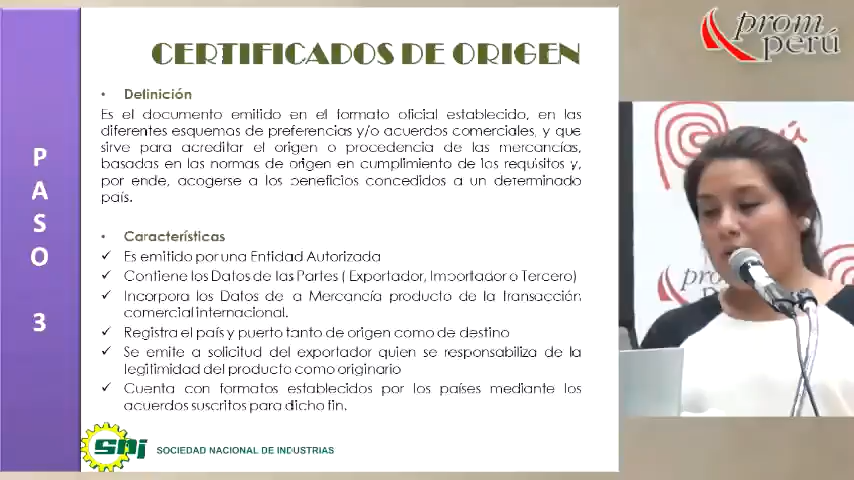 CERTIFICADOS DE ORIGEN
• Definición
Es el documento emitido en el formato oficial establecido, en las
diferentes esquemas de preferencias y/o acuerdos comerciales, y que
sirve para acreditar el origen o procedencia de las mercancías,
basadas en las normas de origen en cumplimiento de los requisitos y,
por ende, acogerse a los beneficios concedidos a un determinado
país.
• Características
✓ Es emitido por una Entidad Autorizada
✓ Contiene los Datos de las Partes ( Exportador, Importador o Tercero)
✓ Incorpora los Datos de la Mercancía producto de la transacción
comercial internacional.
✓ Registra el país y puerto tanto de origen como de destino
✓ Se emite a solicitud del exportador quien se responsabiliza de la
legitimidad del producto como originario
✓ Cuenta con formatos establecidos por los países mediante los
acuerdos suscritos para dicho fin.
PASO 3
sni SOCIEDAD NACIONAL DE INDUSTRIAS
prom
perú